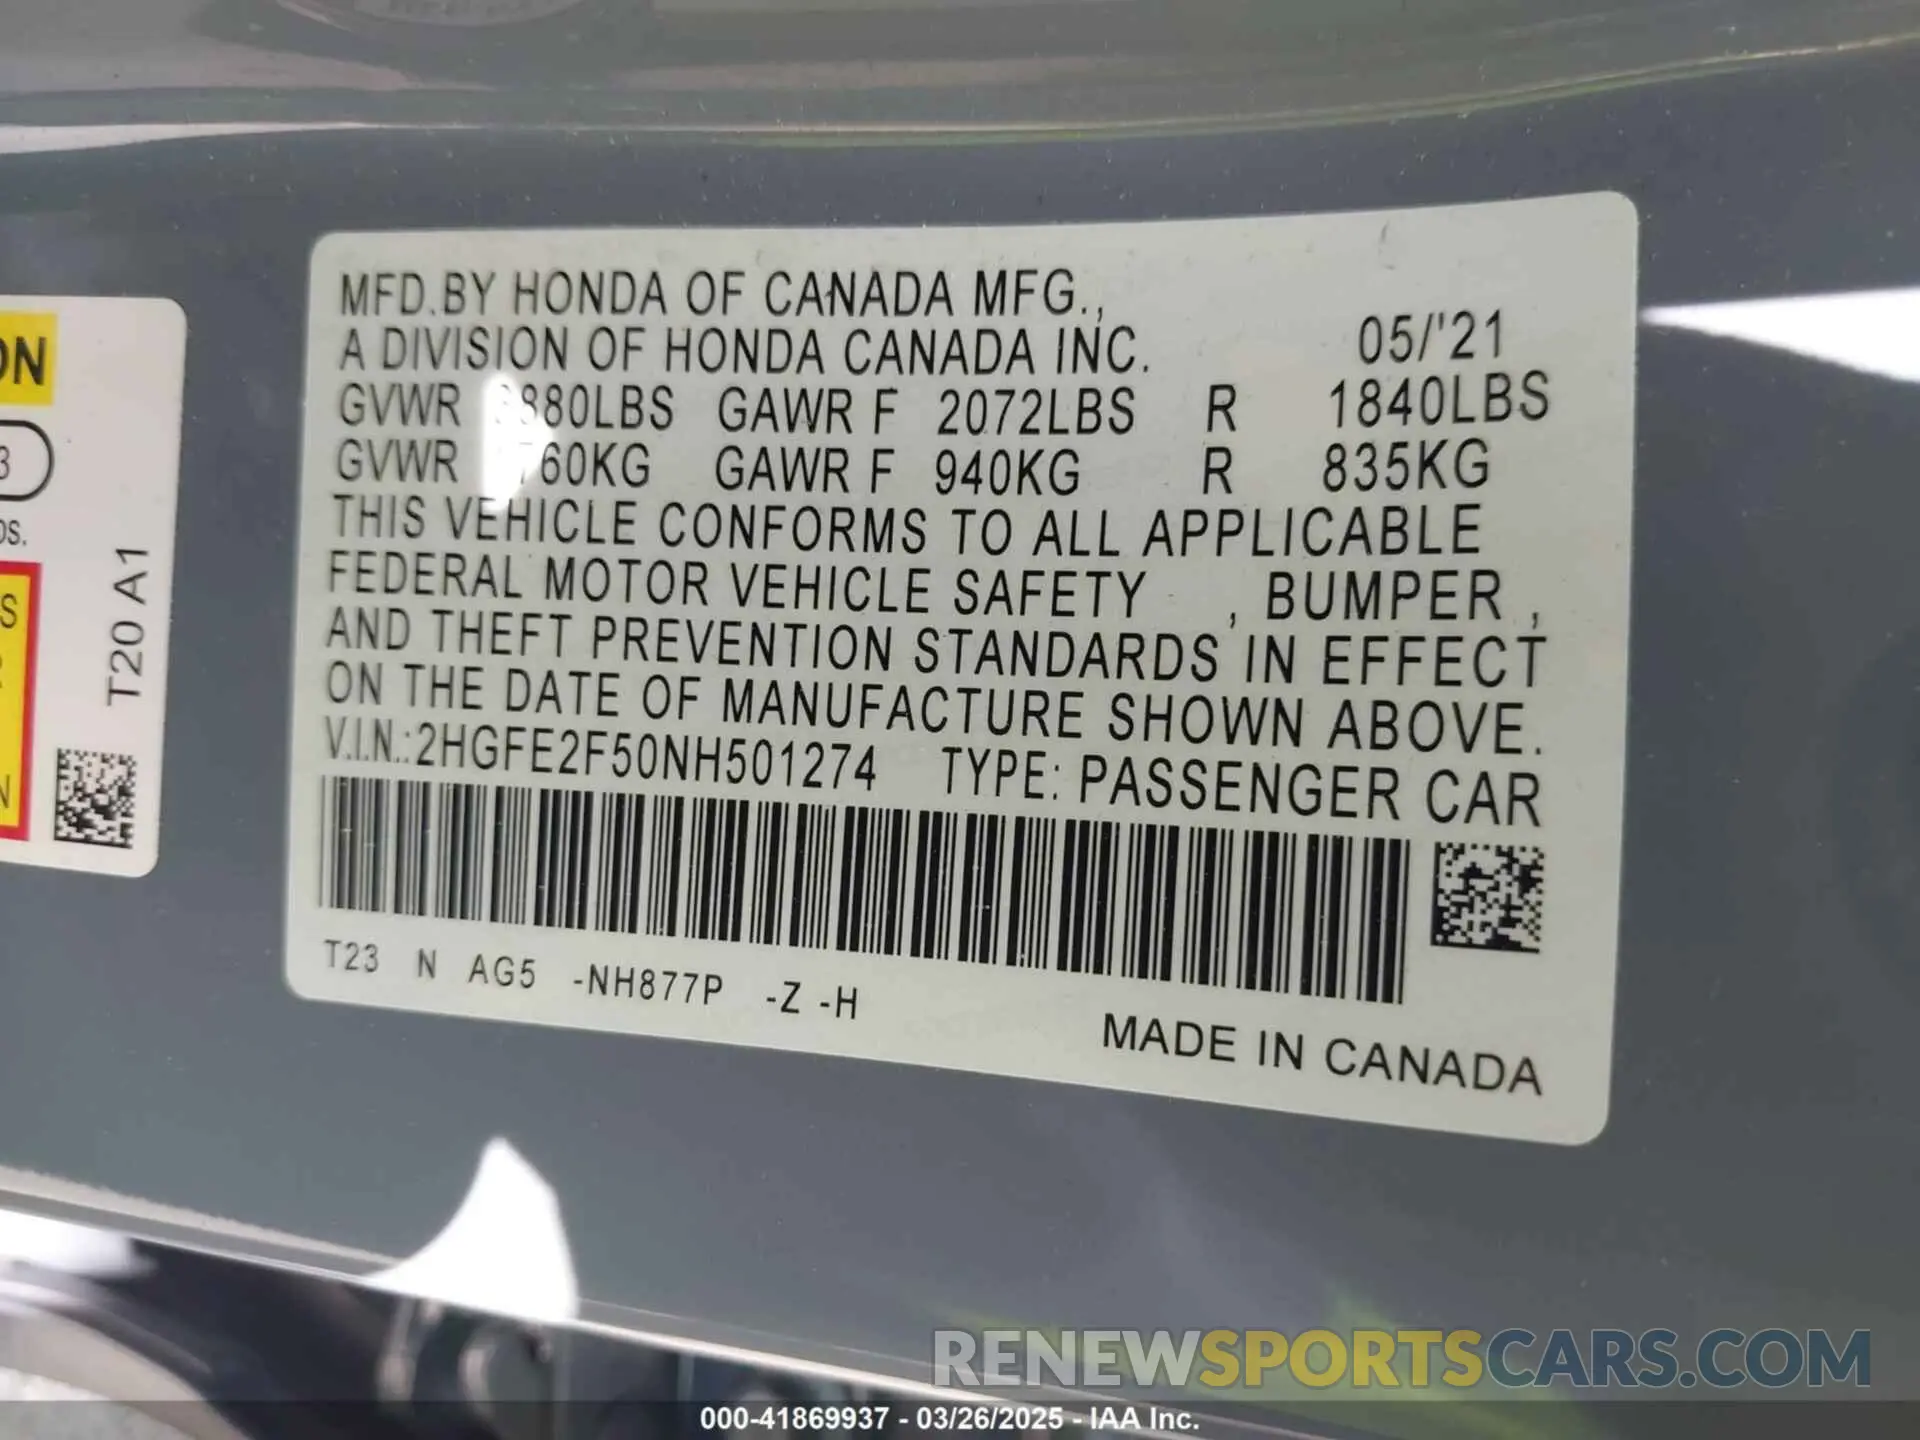 MFD.BY HONDA OF CANADA MFG.,
A DIVISION OF HONDA CANADA INC. 05/'21
GVWR GAWR F 2072LBS R 1840LBS
GVWR GAWR F 940KG R 835KG
THIS VEHICLE CONFORMS TO ALL APPLICABLE
FEDERAL MOTOR VEHICLE SAFETY , BUMPER ,
AND THEFT PREVENTION STANDARDS IN EFFECT
ON THE DATE OF MANUFACTURE SHOWN ABOVE.
V.I.N.:2HGFE2F50NH501274 TYPE: PASSENGER CAR
T23 N AG5 -NH877P -Z -H
MADE IN CANADA
T20 A1
RENEWSPORTSCARS.COM
000-41869937 - 03/26/2025 - IAA Inc.